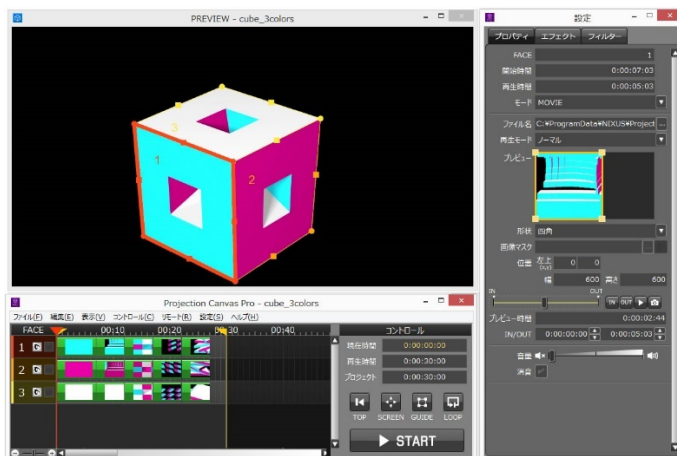 PREVIEW - cube_3colors
3
1
2
Projection Canvas Pro - cube_3colors
ファイル(F) 編集(E) 表示(V) コントロール(C) リモート(R) 設定(S) ヘルプ(H)
FACE 00:10 00:20 00:30 00:40
1
2
3
コントロール
現在時間 0:00:00:00
再生時間 0:00:30:00
プロジェクト 0:00:30:00
TOP SCREEN GUIDE LOOP
START
設定
プロパティ エフェクト フィルター
FACE 1
開始時間 0:00:07:03
再生時間 0:00:05:03
モード MOVIE
ファイル名 C:¥ProgramData¥NIXUS¥Project ...
再生モード ノーマル
プレビュー
形状 四角
画像マスク
位置 左上 0 0
幅 600 高さ 600
IN OUT
IN OUT
プレビュー時間 0:00:02:44
IN/OUT 0:00:00:00 0:00:05:03
音量
消音